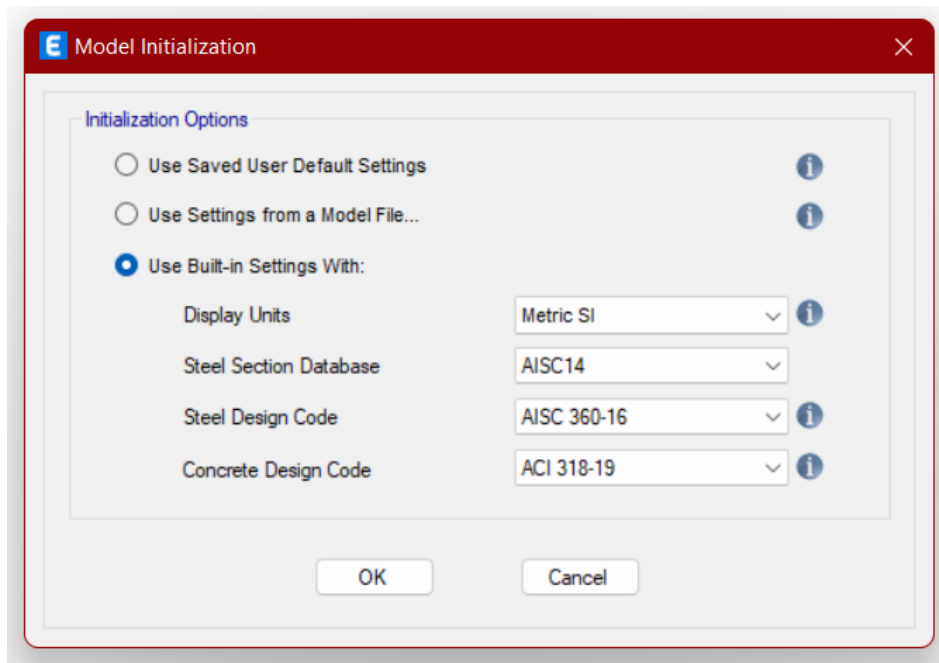 E Model Initialization
Initialization Options
Use Saved User Default Settings
Use Settings from a Model File...
Use Built-in Settings With:
Display Units Metric SI
Steel Section Database AISC14
Steel Design Code AISC 360-16
Concrete Design Code ACI 318-19
OK Cancel